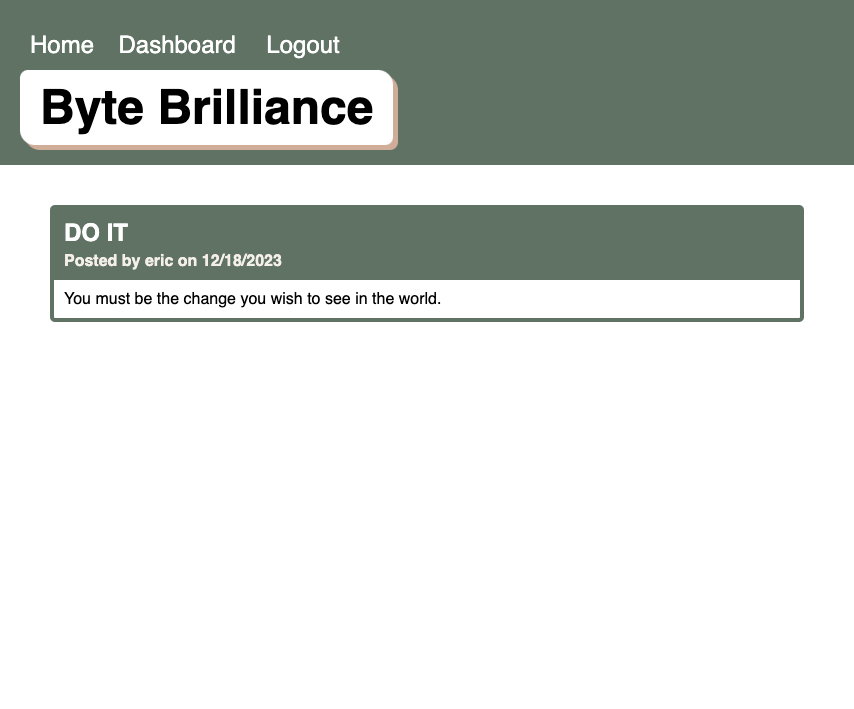 Home Dashboard Logout
Byte Brilliance
DO IT
Posted by eric on 12/18/2023
You must be the change you wish to see in the world.